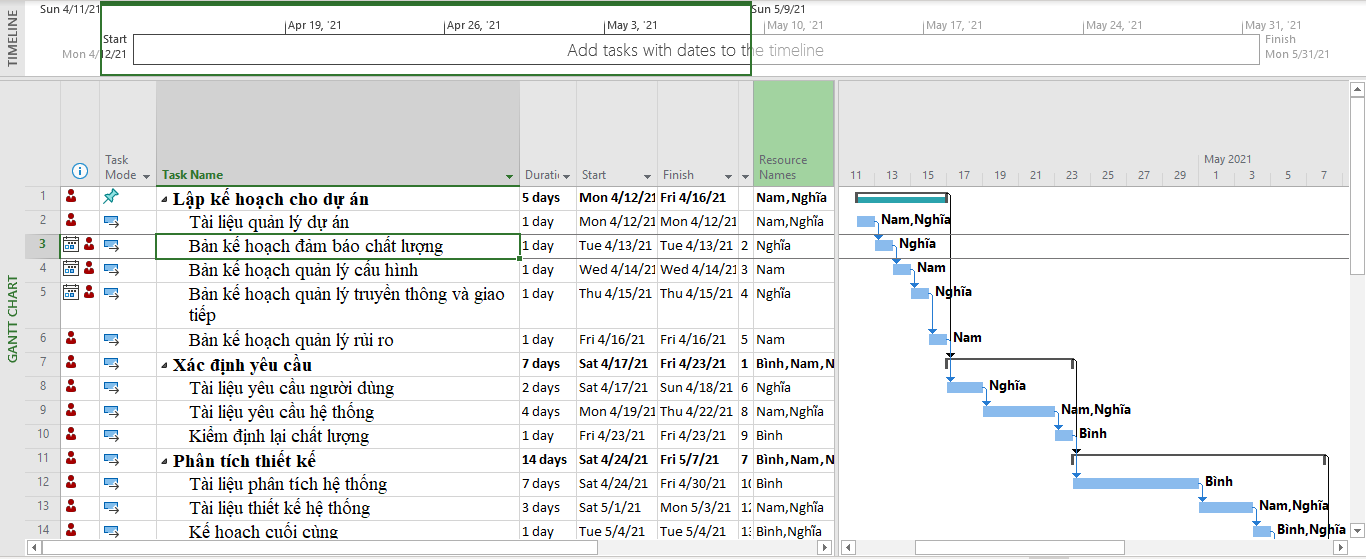 Sun 4/11/21 Sun 5/9/21
Apr 19, '21 Apr 26, '21 May 3, '21 May 10, '21 May 17, '21 May 24, '21 May 31, '21
TIMELINE
Start Finish
Mon 4/12/21 Add tasks with dates to the timeline Mon 5/31/21
GANTT CHART
Task Mode Task Name Duratic Start Finish Resource Names
May 2021
11 13 15 17 19 21 23 25 27 29 1 3 5 7
1 Lập kế hoạch cho dự án 5 days Mon 4/12/21 Fri 4/16/21 Nam,Nghĩa
2 Tài liệu quản lý dự án 1 day Mon 4/12/21 Mon 4/12/21 Nam,Nghĩa Nam,Nghĩa
3 Bản kế hoạch đảm báo chất lượng 1 day Tue 4/13/21 Tue 4/13/21 2 Nghĩa Nghĩa
4 Bản kế hoạch quản lý cấu hình 1 day Wed 4/14/21 Wed 4/14/21 3 Nam Nam
5 Bản kế hoạch quản lý truyền thông và giao 1 day Thu 4/15/21 Thu 4/15/21 4 Nghĩa Nghĩa
tiếp
6 Bản kế hoạch quản lý rủi ro 1 day Fri 4/16/21 Fri 4/16/21 5 Nam Nam
7 Xác định yêu cầu 7 days Sat 4/17/21 Fri 4/23/21 1 Bình,Nam,N
8 Tài liệu yêu cầu người dùng 2 days Sat 4/17/21 Sun 4/18/21 6 Nghĩa Nghĩa
9 Tài liệu yêu cầu hệ thống 4 days Mon 4/19/21 Thu 4/22/21 8 Nam,Nghĩa Nam,Nghĩa
10 Kiểm định lại chất lượng 1 day Fri 4/23/21 Fri 4/23/21 9 Bình Bình
11 Phân tích thiết kế 14 days Sat 4/24/21 Fri 5/7/21 7 Bình,Nam,N
12 Tài liệu phân tích hệ thống 7 days Sat 4/24/21 Fri 4/30/21 10 Bình Bình
13 Tài liệu thiết kế hệ thống 3 days Sat 5/1/21 Mon 5/3/21 12 Nam,Nghĩa Nam,Nghĩa
14 Kế hoạch cuối cùng 1 day Tue 5/4/21 Tue 5/4/21 13 Bình,Nghĩa Bình,Nghĩa